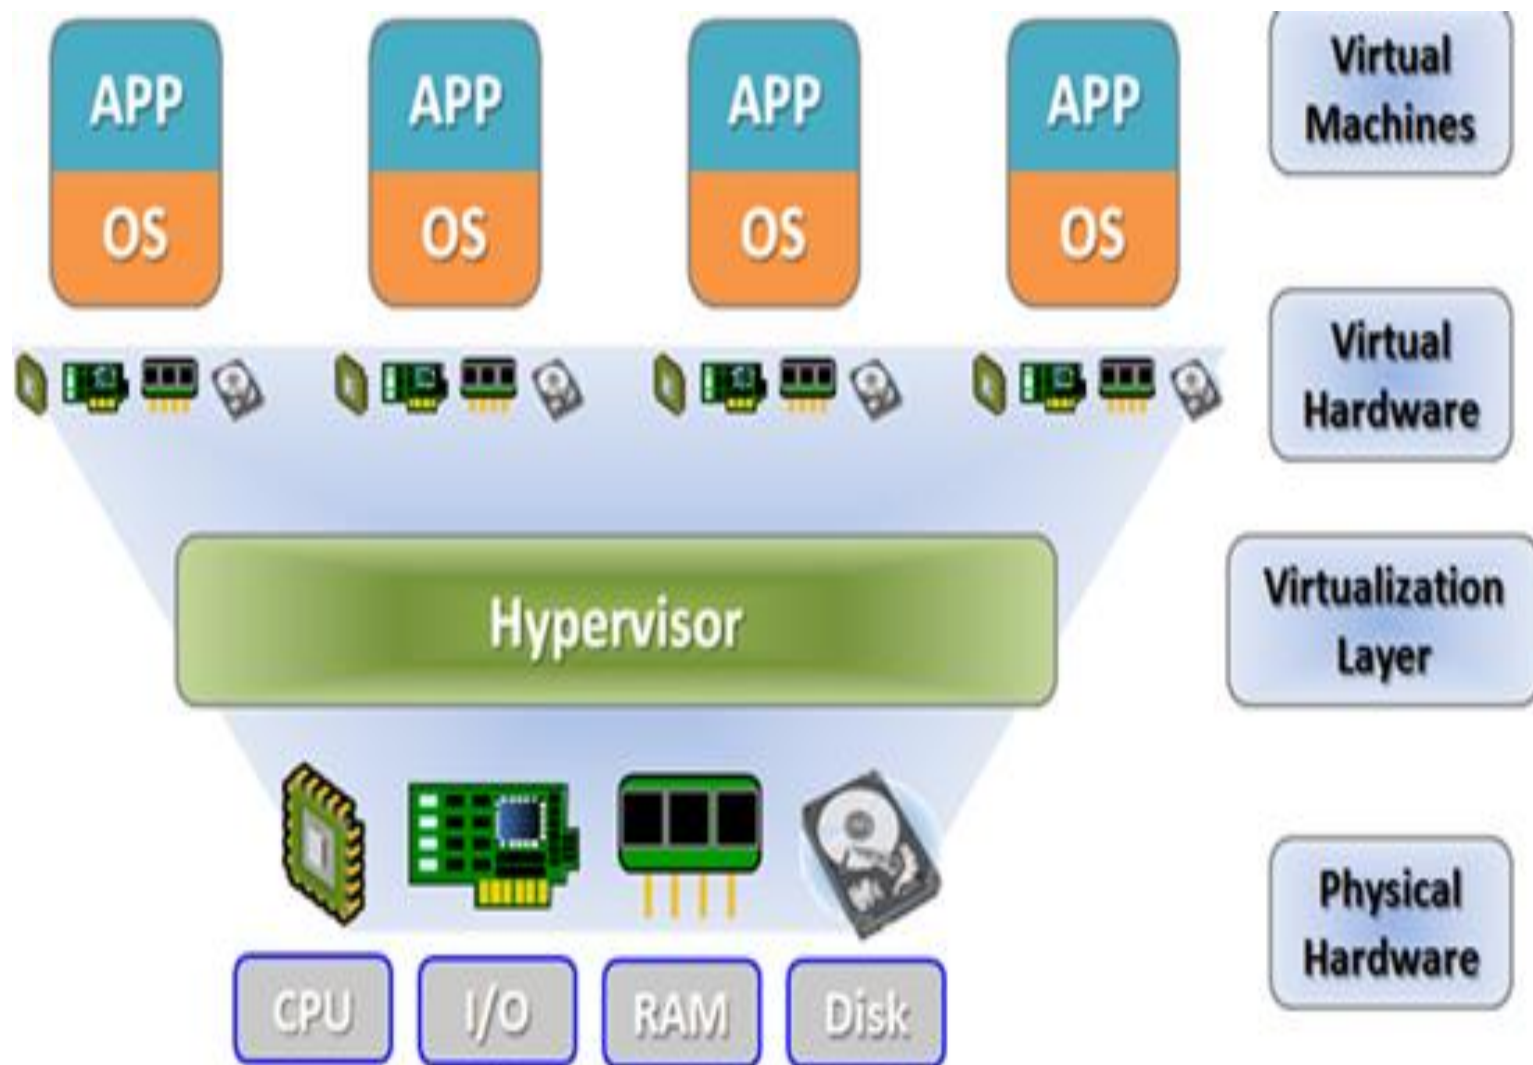 APP
APP
APP
APP
Virtual
Machines
OS
OS
OS
OS
Virtual
Hardware
Hypervisor
Virtualization
Layer
Physical
Hardware
CPU
I/O
RAM
Disk